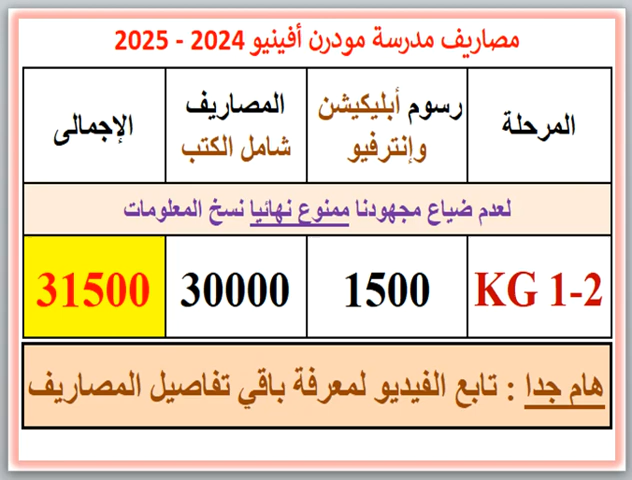 مصاريف مدرسة مودرن أفينيو 2024 - 2025
المرحلة
رسوم أبليكيشن
وإنترفيو
المصاريف
شامل الكتب
الإجمالى
لعدم ضياع مجهودنا ممنوع نهائيا نسخ المعلومات
KG 1-2
1500
30000
31500
هام جدا : تابع الفيديو لمعرفة باقي تفاصيل المصاريف